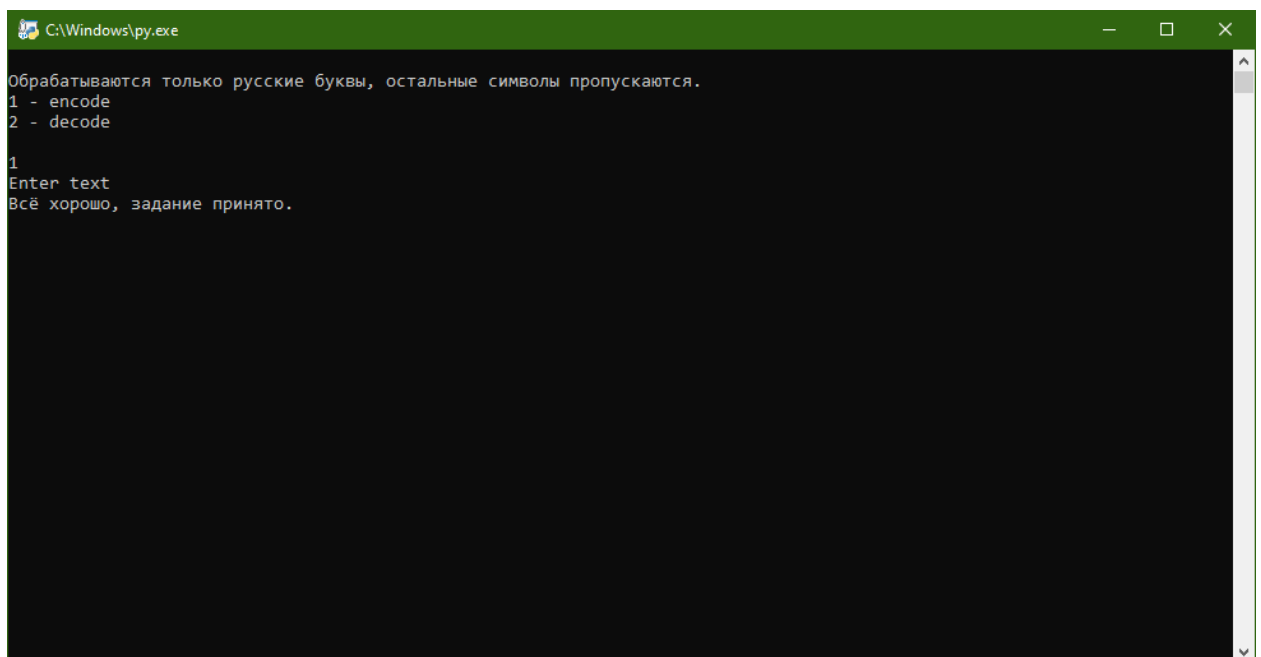 C:\Windows\py.exe
Обрабатываются только русские буквы, остальные символы пропускаются.
1 - encode
2 - decode
1
Enter text
Всё хорошо, задание принято.